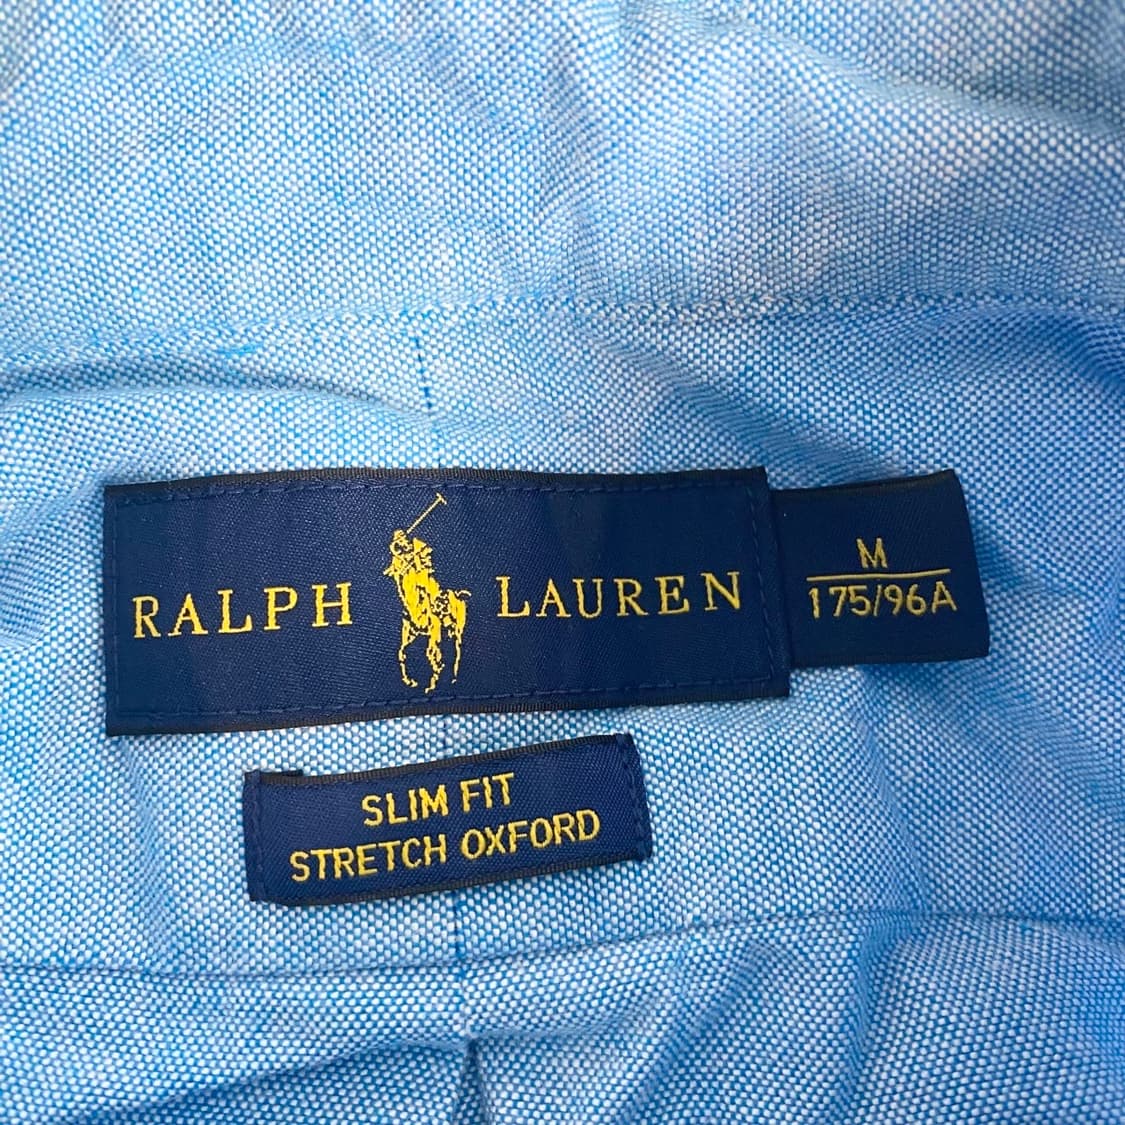 RALPH LAUREN
M
175/96A
SLIM FIT
STRETCH OXFORD